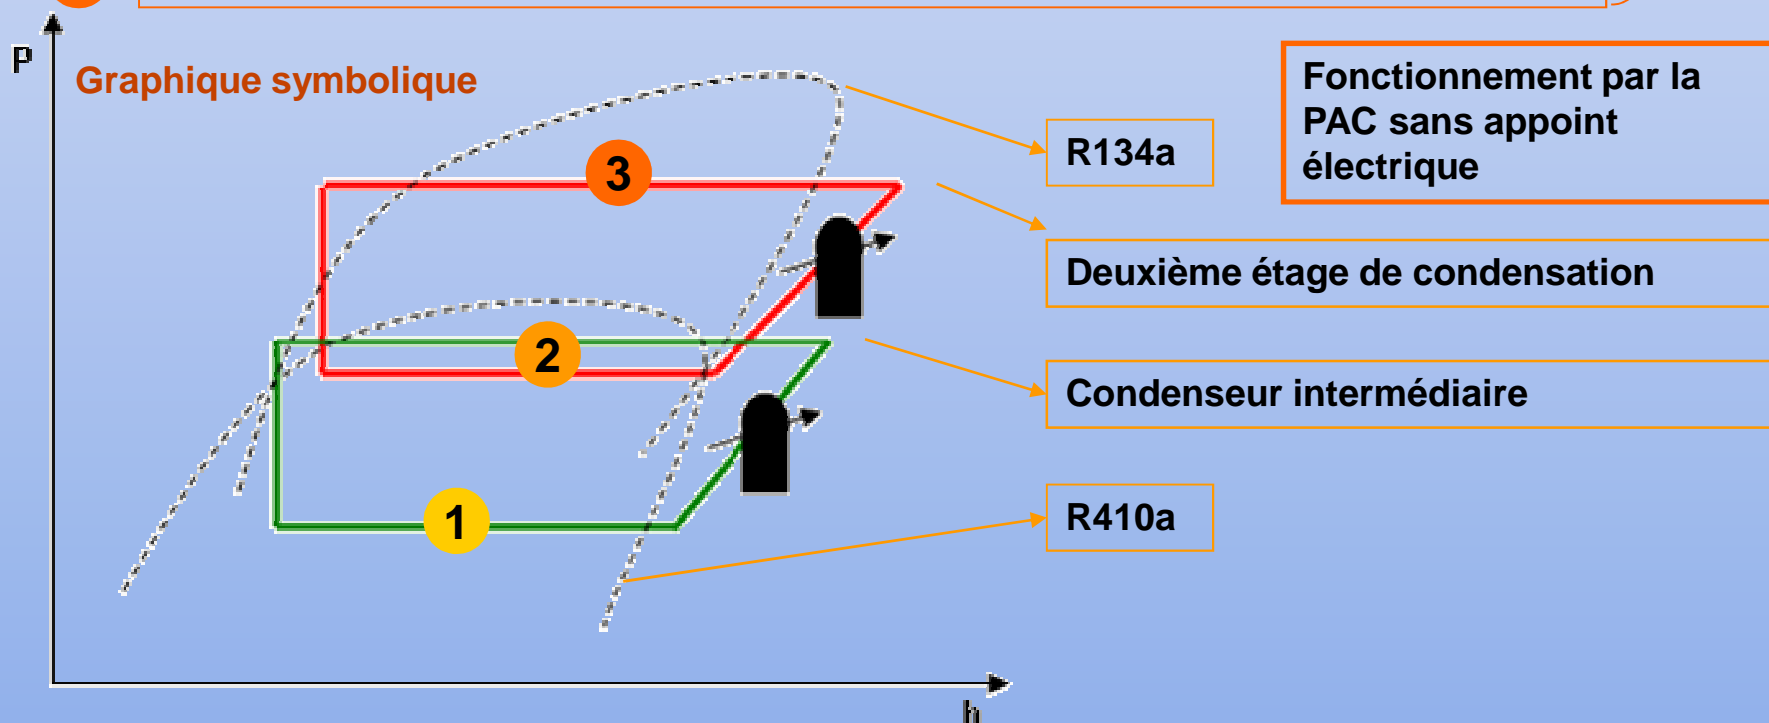 P
Graphique symbolique
Fonctionnement par la
PAC sans appoint
électrique
R134a
3
Deuxième étage de condensation
2
Condenseur intermédiaire
R410a
1
h